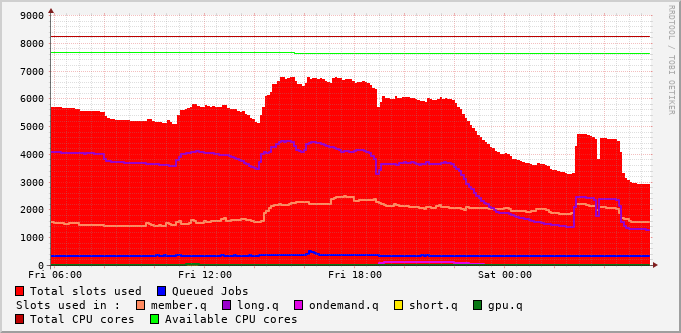 RRDTOOL / TOBI OETIKER
9000
8000
7000
6000
5000
4000
3000
2000
1000
0
Fri 06:00 Fri 12:00 Fri 18:00 Sat 00:00
Total slots used Queued Jobs
Slots used in : member.q long.q ondemand.q short.q gpu.q
Total CPU cores Available CPU cores